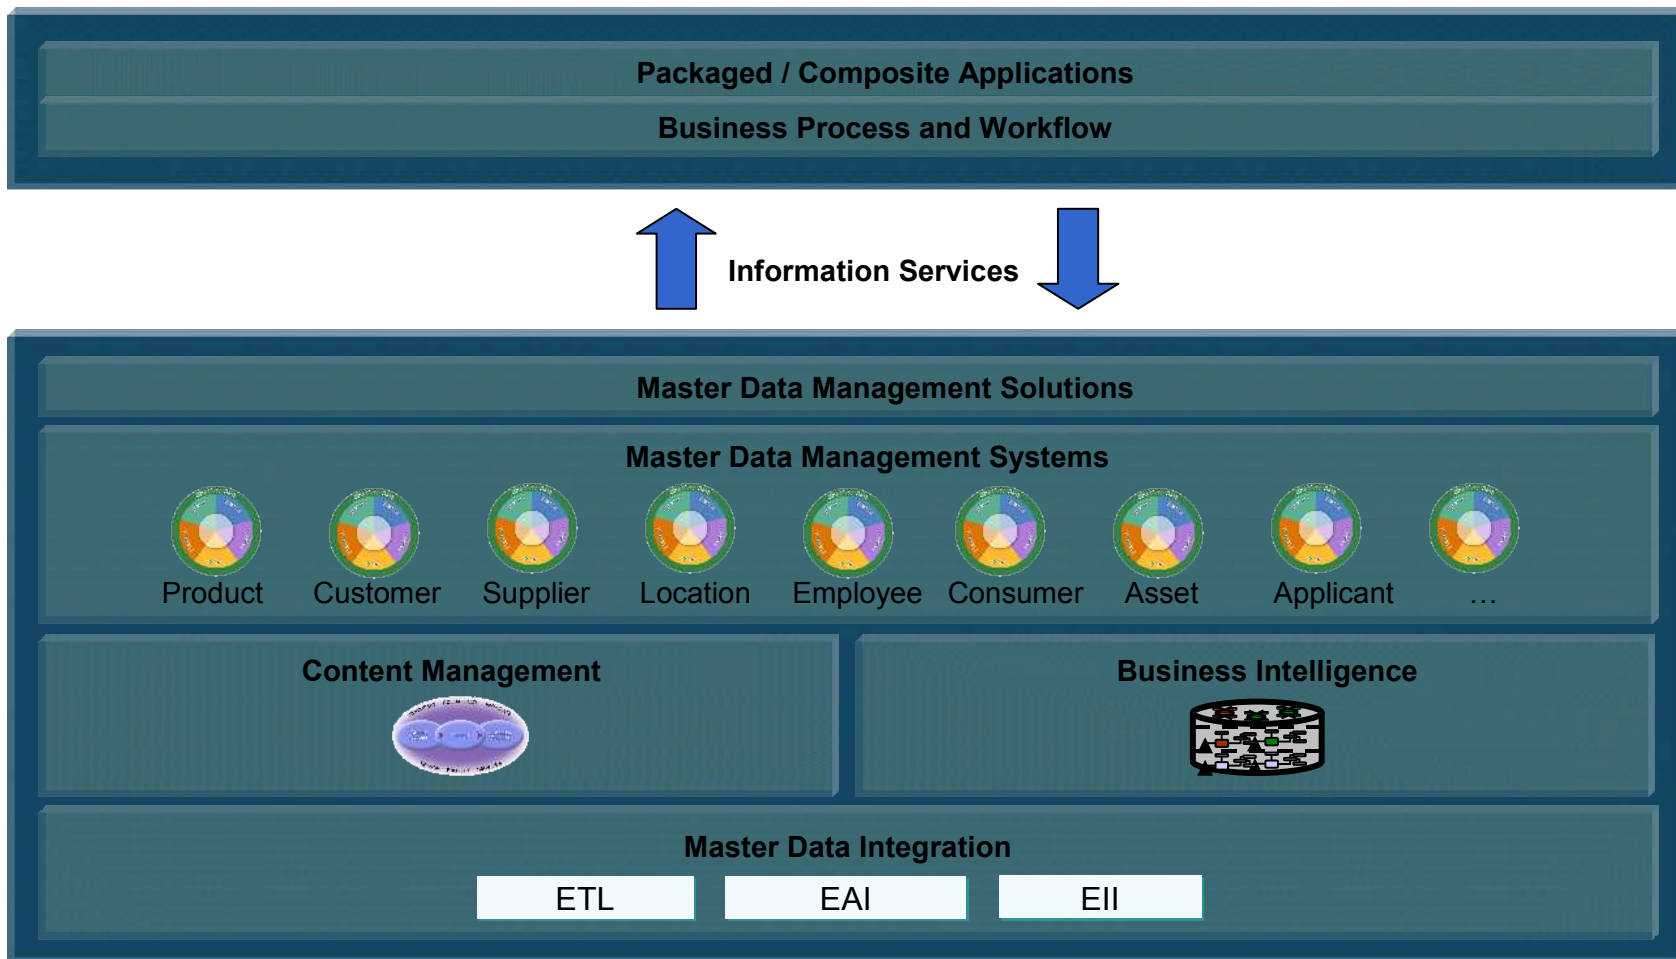 Packaged / Composite Applications
Business Process and Workflow
Information Services
Master Data Management Solutions
Master Data Management Systems
Product Customer Supplier Location Employee Consumer Asset Applicant …
Content Management
Business Intelligence
Master Data Integration
ETL EAI EII